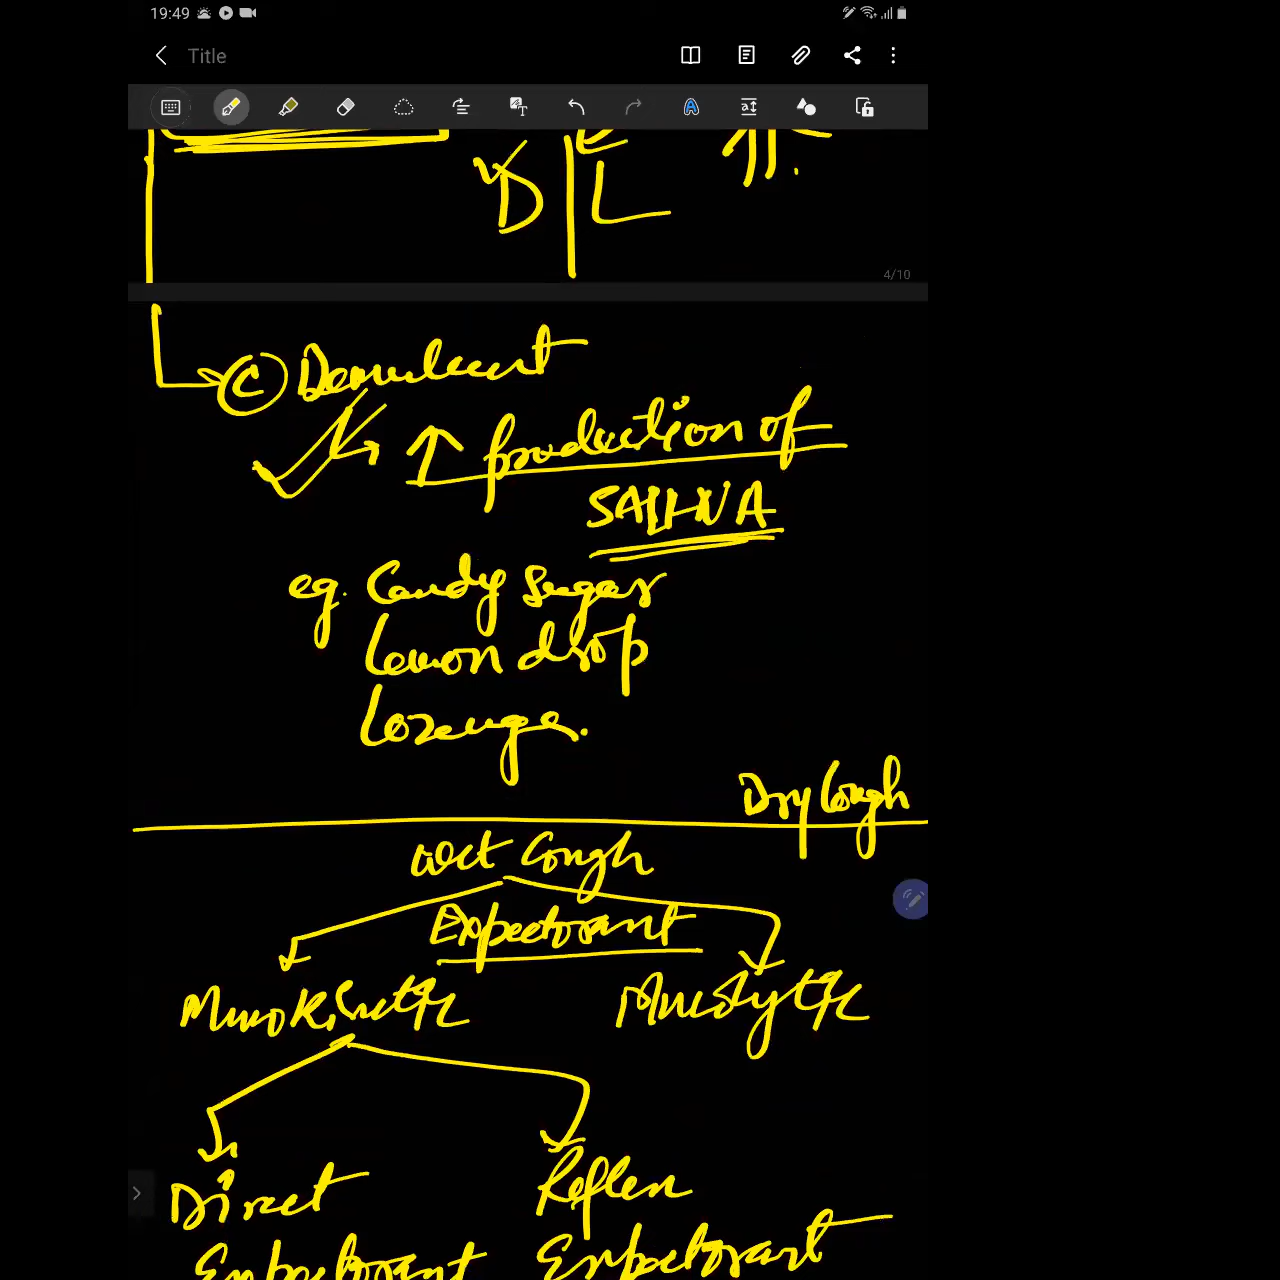 19:49
Title
D L
4/10
C Demulcent
↑ production of
SALIVA
eg. Candy Sugar
Lemon drop
Lozenge.
Dry Cough
Wet Cough
Expectorant
Mucokinetic Mucolytic
Direct Reflex
Expectorant Expectorant